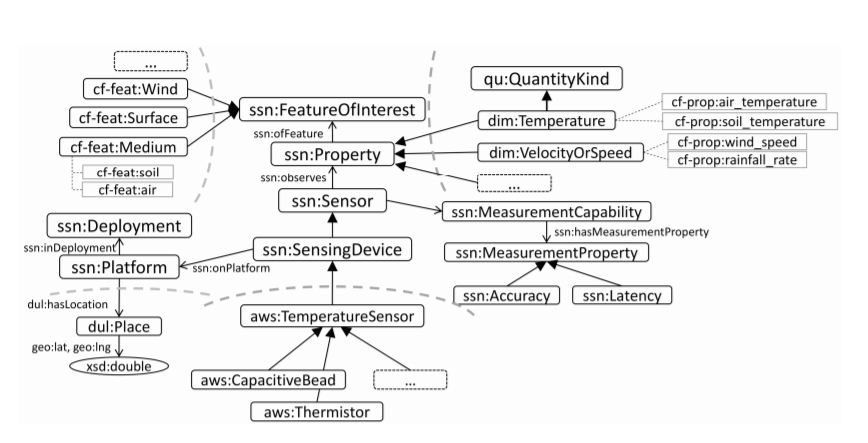 ...
cf-feat:Wind
cf-feat:Surface
cf-feat:Medium
cf-feat:soil
cf-feat:air
ssn:FeatureOfInterest
ssn:ofFeature
ssn:Property
ssn:observes
ssn:Sensor
qu:QuantityKind
dim:Temperature
cf-prop:air_temperature
cf-prop:soil_temperature
dim:VelocityOrSpeed
cf-prop:wind_speed
cf-prop:rainfall_rate
...
ssn:MeasurementCapability
ssn:hasMeasurementProperty
ssn:MeasurementProperty
ssn:Accuracy
ssn:Latency
ssn:Deployment
ssn:inDeployment
ssn:Platform
ssn:onPlatform
ssn:SensingDevice
dul:hasLocation
dul:Place
geo:lat, geo:lng
xsd:double
aws:TemperatureSensor
aws:CapacitiveBead
...
aws:Thermistor